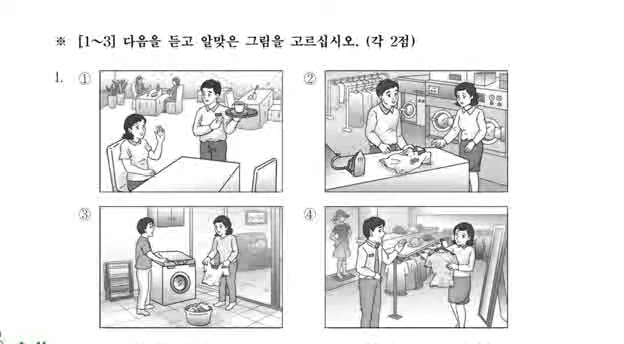 ※ [1～3] 다음을 듣고 알맞은 그림을 고르십시오. (각 2점)
1. ① ②
③ ④